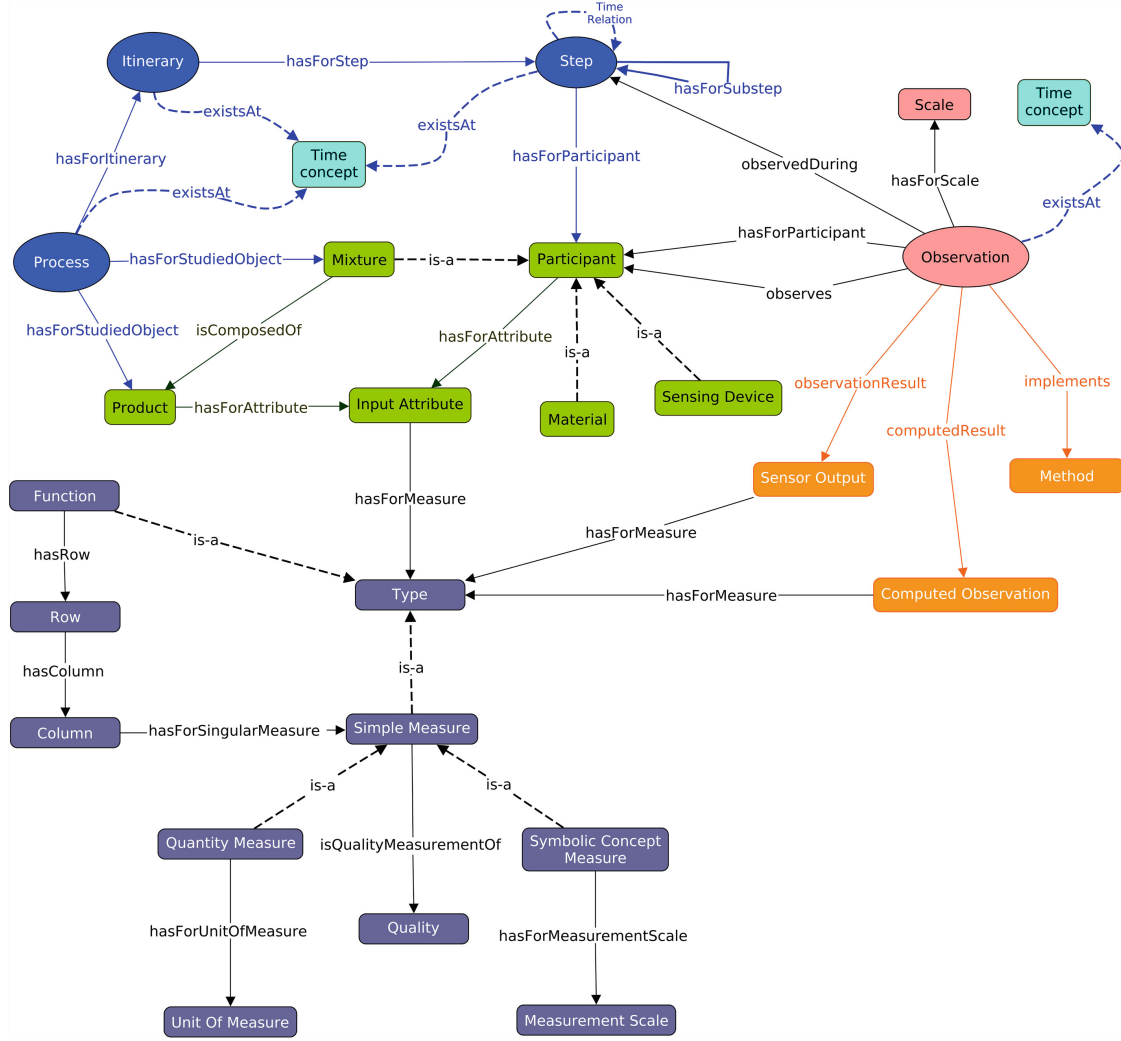 Time
Relation
Itinerary
hasForStep
Step
hasForSubstep
Scale
Time
concept
existsAt
existsAt
Time
concept
hasForItinerary
hasForParticipant
observedDuring
hasForScale
existsAt
existsAt
Process
hasForStudiedObject
Mixture
is-a
Participant
hasForParticipant
Observation
observes
hasForStudiedObject
isComposedOf
hasForAttribute
is-a
is-a
observationResult
implements
Product
hasForAttribute
Input Attribute
Material
Sensing Device
computedResult
Function
hasForMeasure
Sensor Output
Method
is-a
hasRow
hasForMeasure
Type
hasForMeasure
Computed Observation
Row
hasColumn
is-a
Column
hasForSingularMeasure
Simple Measure
is-a
is-a
Quantity Measure
isQualityMeasurementOf
Symbolic Concept
Measure
hasForUnitOfMeasure
Quality
hasForMeasurementScale
Unit Of Measure
Measurement Scale